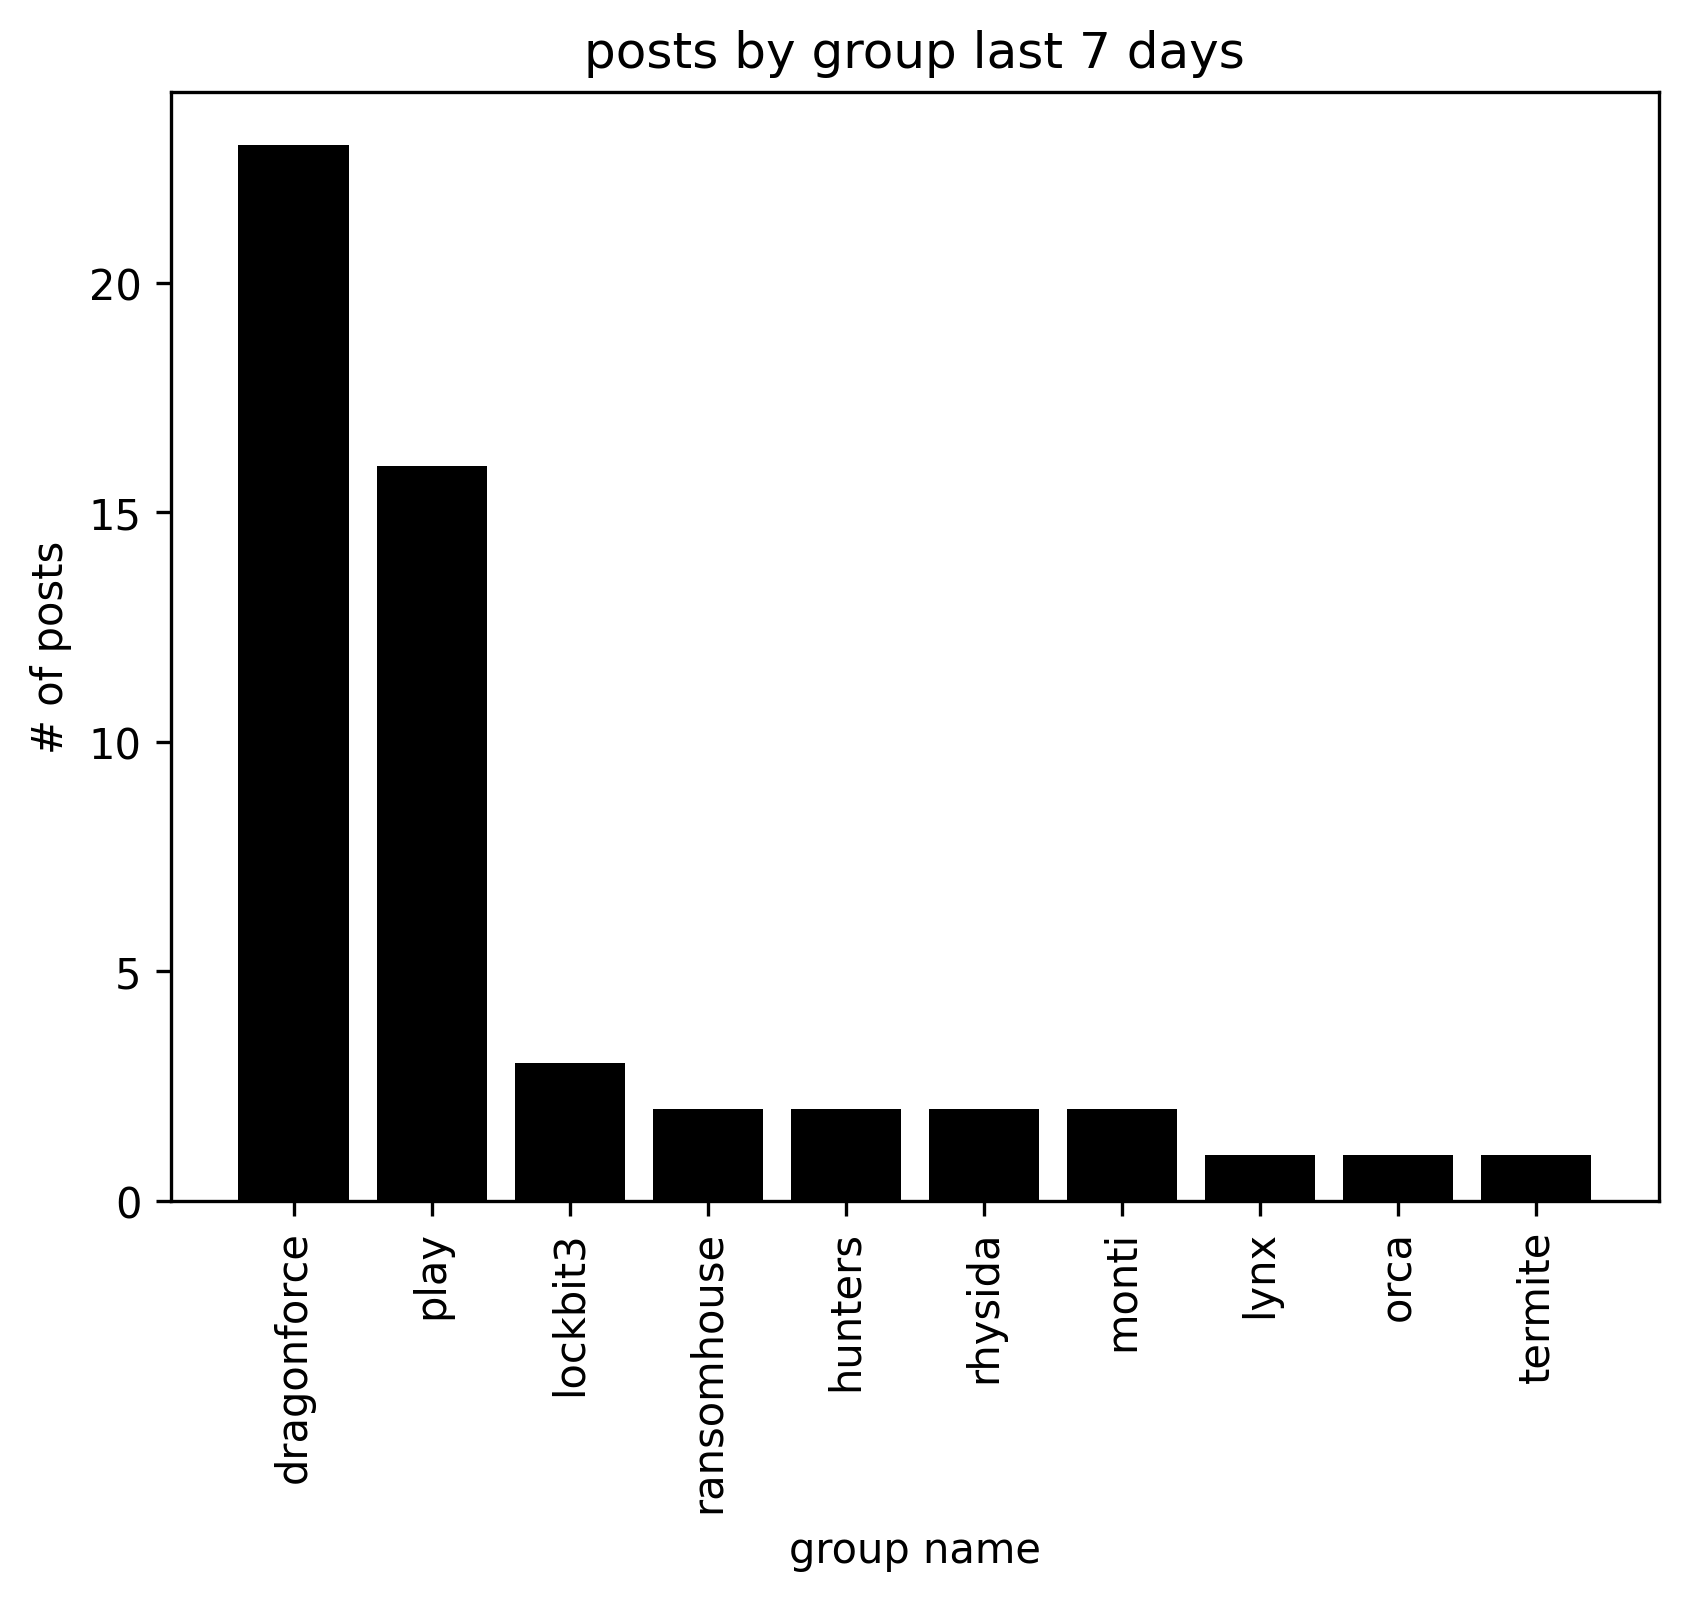 posts by group last 7 days
# of posts
20
15
10
5
0
dragonforce
play
lockbit3
ransomhouse
hunters
rhysida
monti
lynx
orca
termite
group name